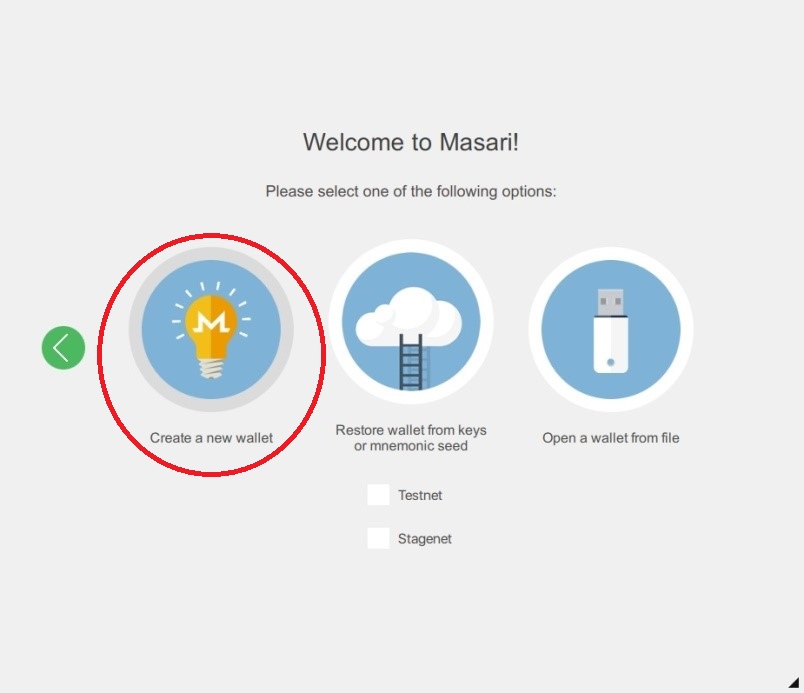 Welcome to Masari!
Please select one of the following options:
Create a new wallet
Restore wallet from keys
or mnemonic seed
Open a wallet from file
Testnet
Stagenet